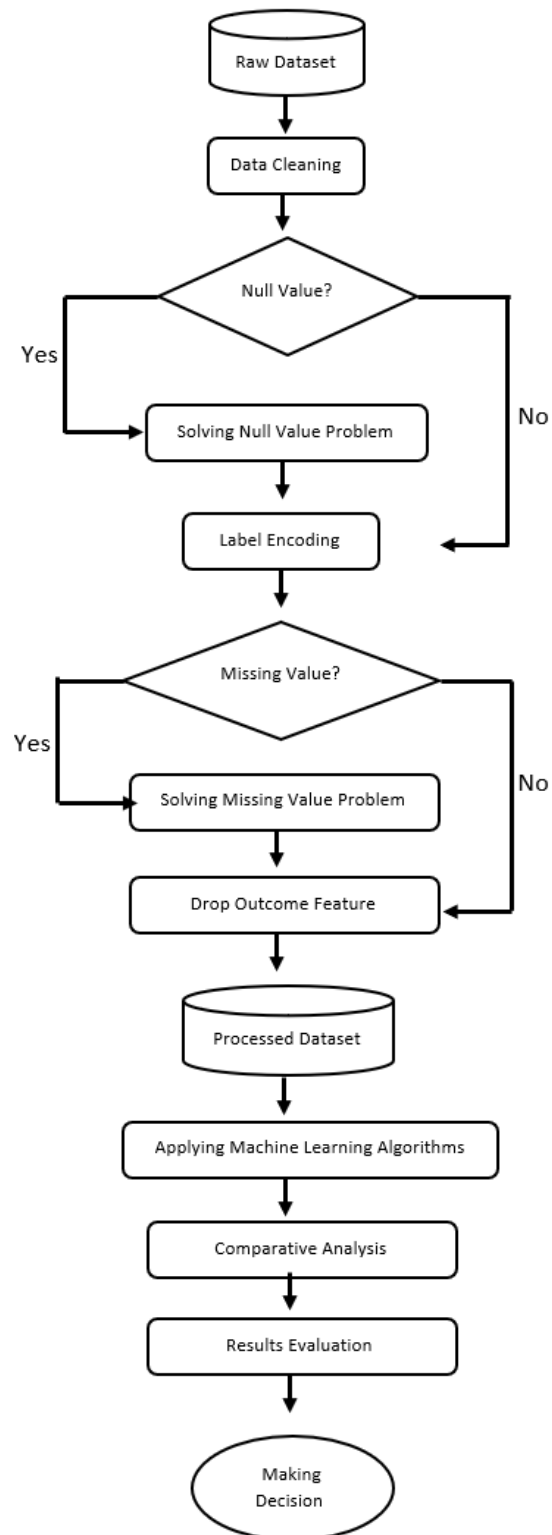 Raw Dataset
Data Cleaning
Null Value?
Yes
No
Solving Null Value Problem
Label Encoding
Missing Value?
Yes
No
Solving Missing Value Problem
Drop Outcome Feature
Processed Dataset
Applying Machine Learning Algorithms
Comparative Analysis
Results Evaluation
Making
Decision